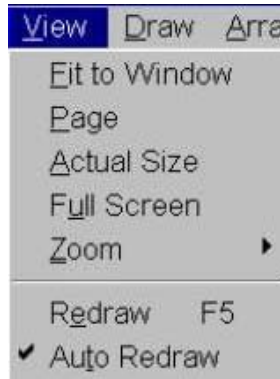 View Draw Arra
Fit to Window
Page
Actual Size
Full Screen
Zoom
Redraw F5
Auto Redraw